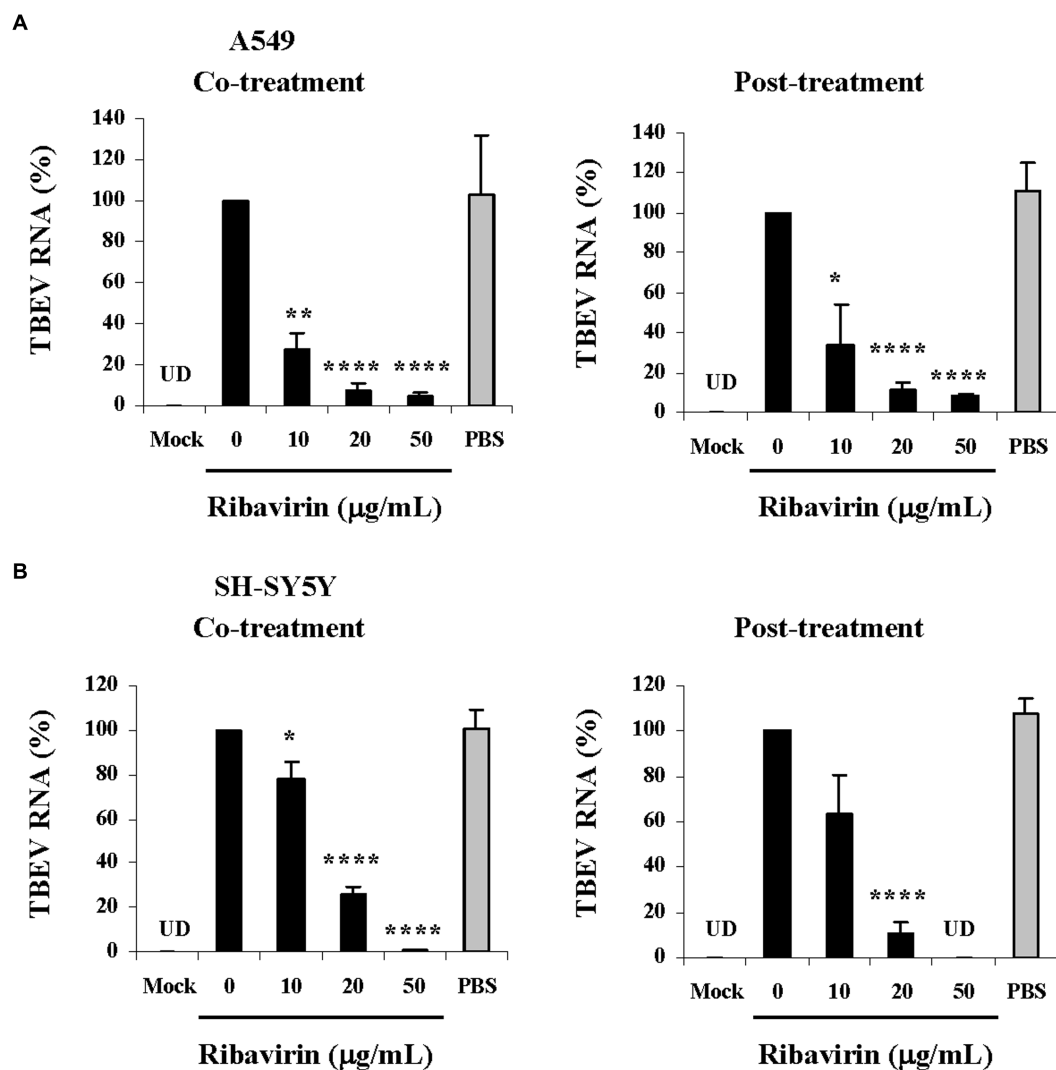 A
A549
Co-treatment
Post-treatment
TBEV RNA (%)
140
120
100
80
60
40
20
0
**
****
****
UD
Mock
0
10
20
50
PBS
Ribavirin (µg/mL)
TBEV RNA (%)
140
120
100
80
60
40
20
0
*
****
****
UD
Mock
0
10
20
50
PBS
Ribavirin (µg/mL)
B
SH-SY5Y
Co-treatment
Post-treatment
TBEV RNA (%)
120
100
80
60
40
20
0
*
****
****
UD
Mock
0
10
20
50
PBS
Ribavirin (µg/mL)
TBEV RNA (%)
120
100
80
60
40
20
0
****
UD
UD
Mock
0
10
20
50
PBS
Ribavirin (µg/mL)